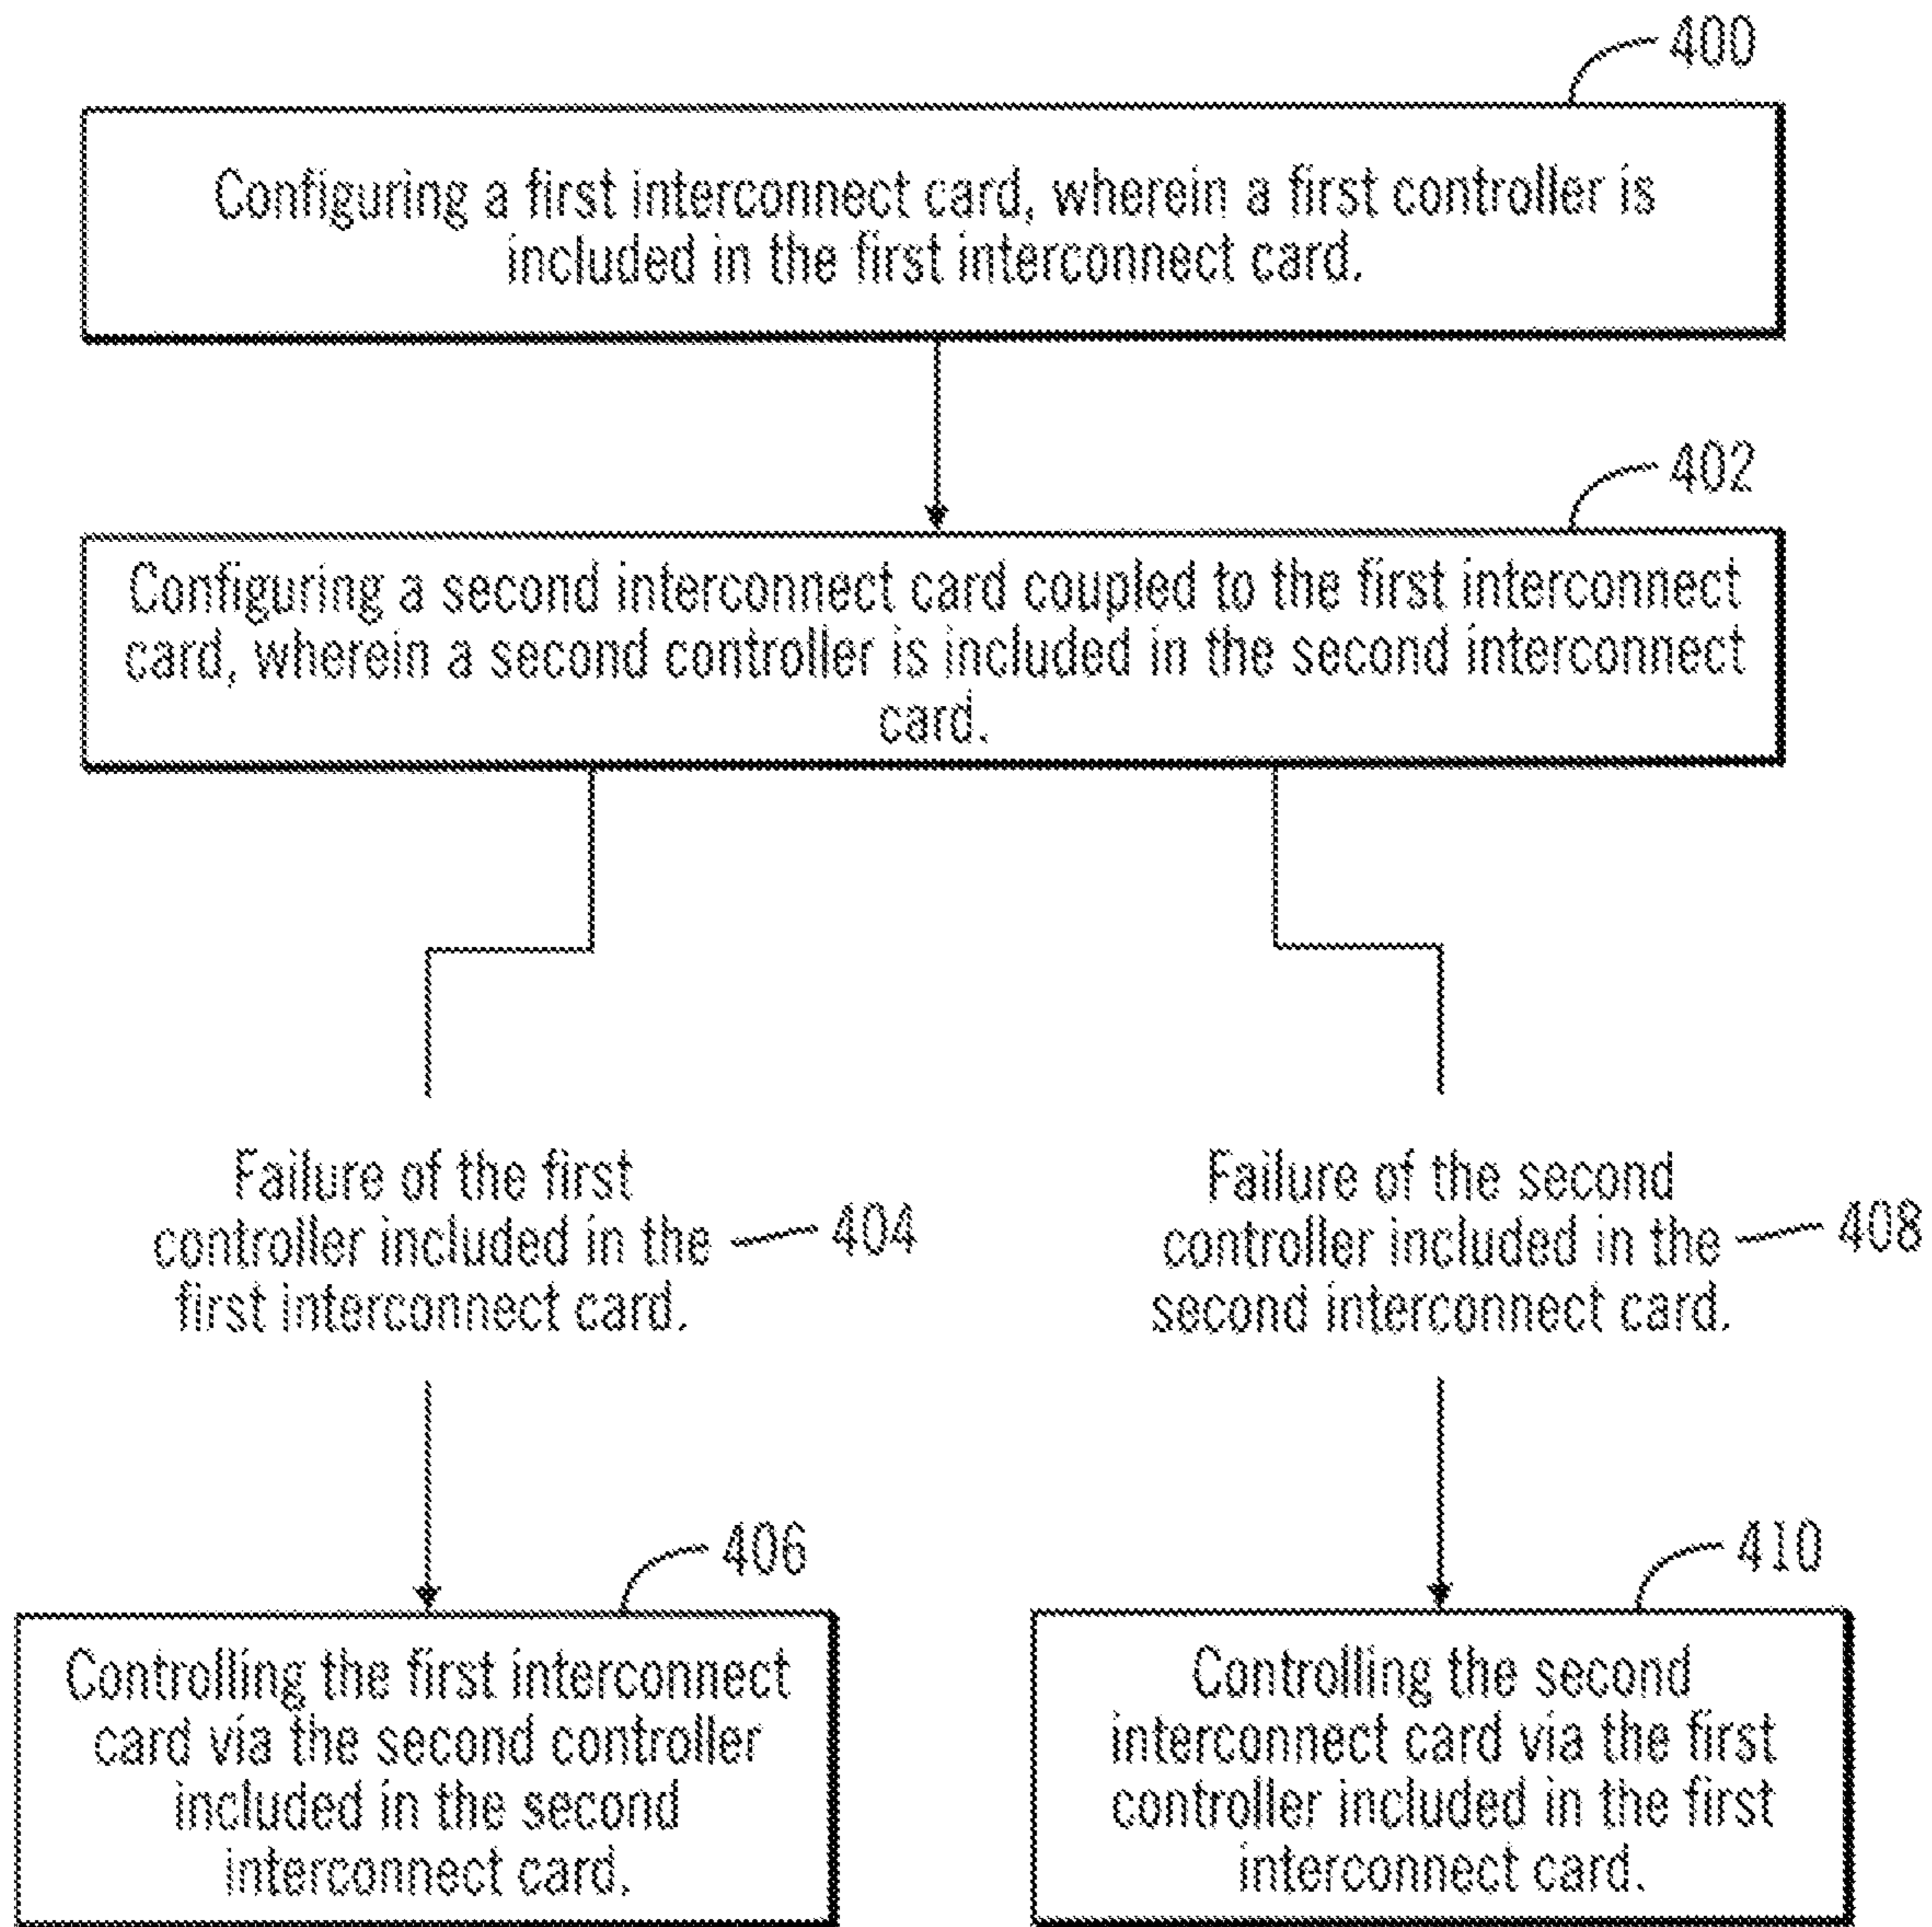 400
Configuring a first interconnect card, wherein a first controller is
included in the first interconnect card.
402
Configuring a second interconnect card coupled to the first interconnect
card, wherein a second controller is included in the second interconnect
card.
Failure of the first
controller included in the
first interconnect card.
404
Failure of the second
controller included in the
second interconnect card.
408
406
Controlling the first interconnect
card via the second controller
included in the second
interconnect card.
410
Controlling the second
interconnect card via the first
controller included in the first
interconnect card.